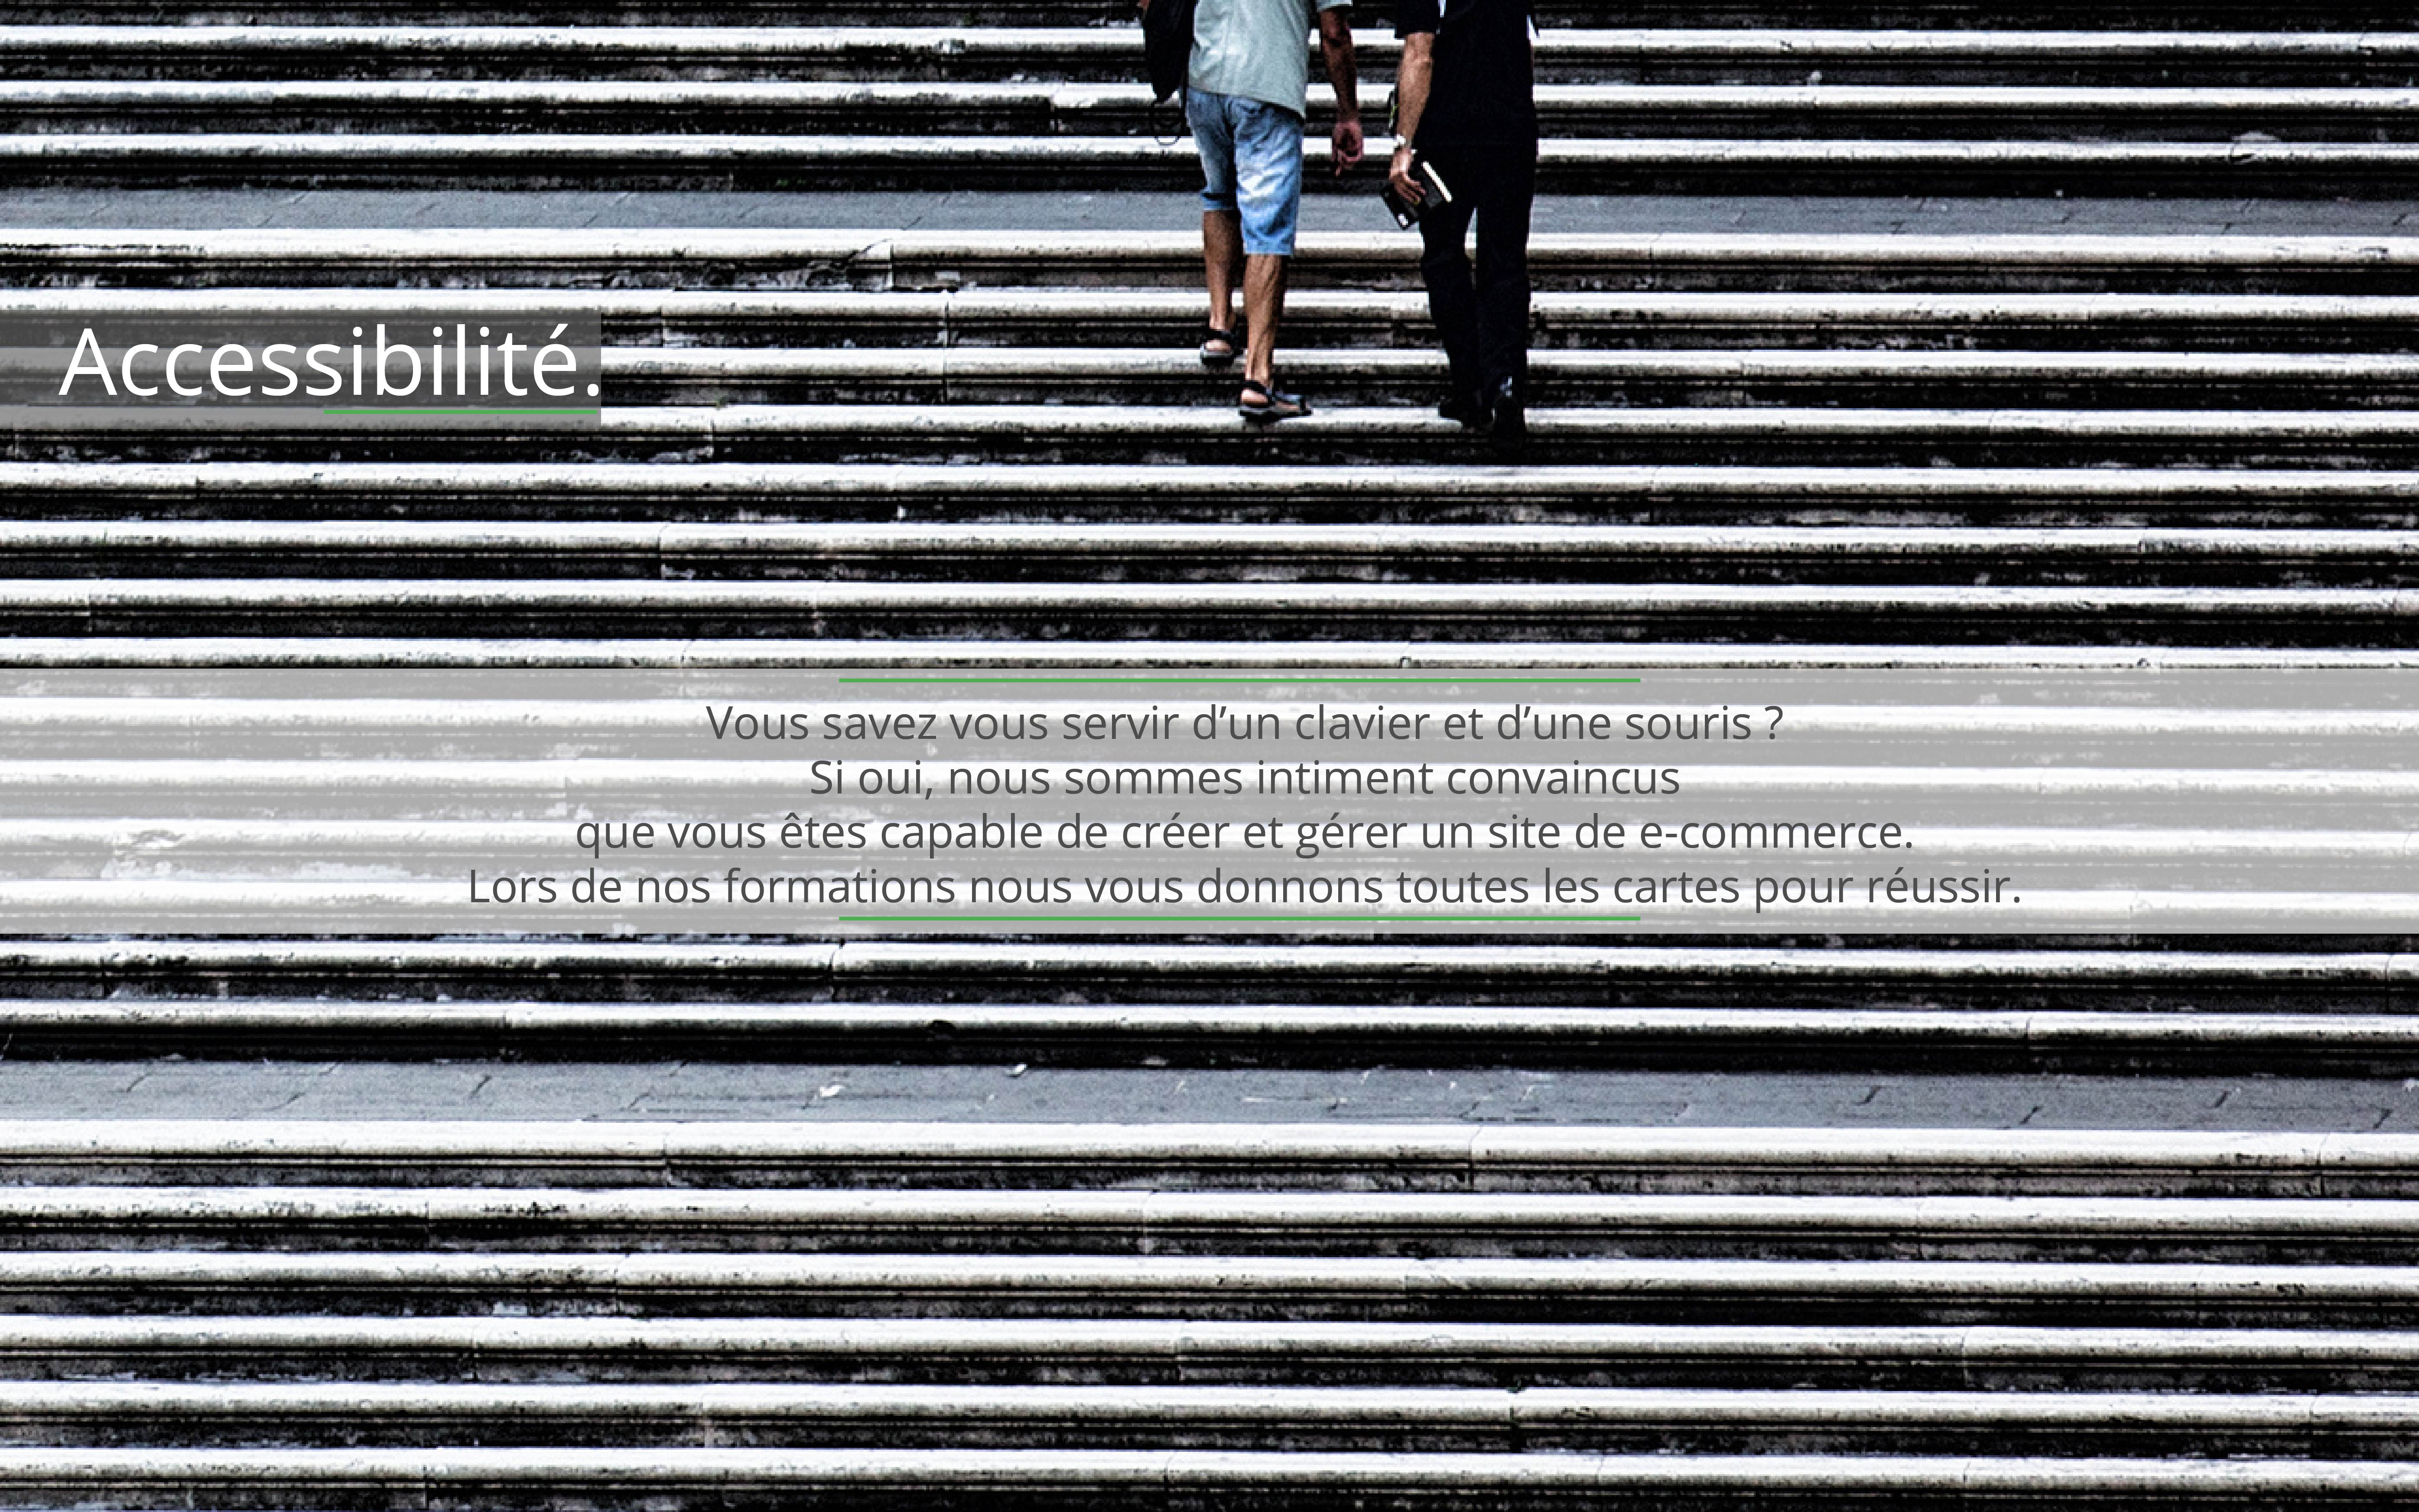 Accessibilité.
Vous savez vous servir d’un clavier et d’une souris ?
Si oui, nous sommes intiment convaincus
que vous êtes capable de créer et gérer un site de e-commerce.
Lors de nos formations nous vous donnons toutes les cartes pour réussir.